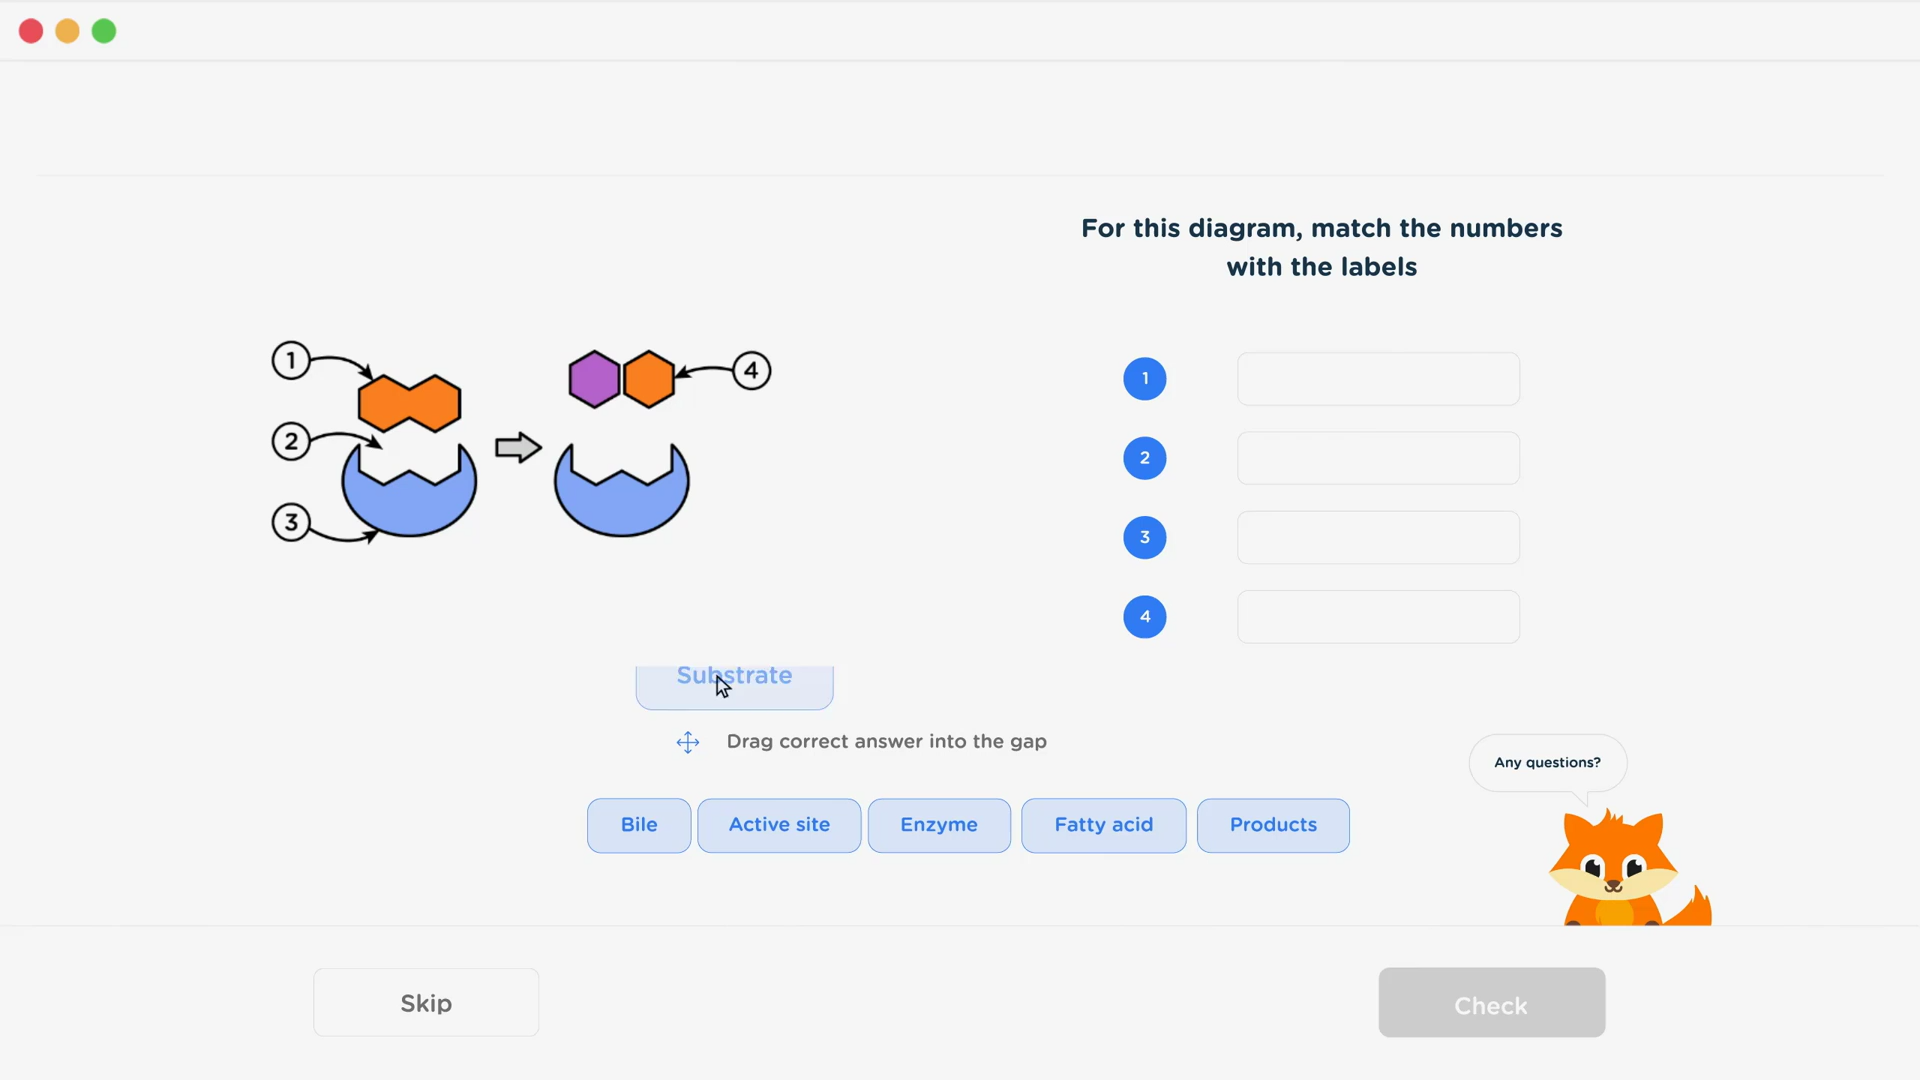 For this diagram, match the numbers
with the labels
1
2
3
4
1
2
3
4
Substrate
Drag correct answer into the gap
Any questions?
Bile
Active site
Enzyme
Fatty acid
Products
Skip
Check